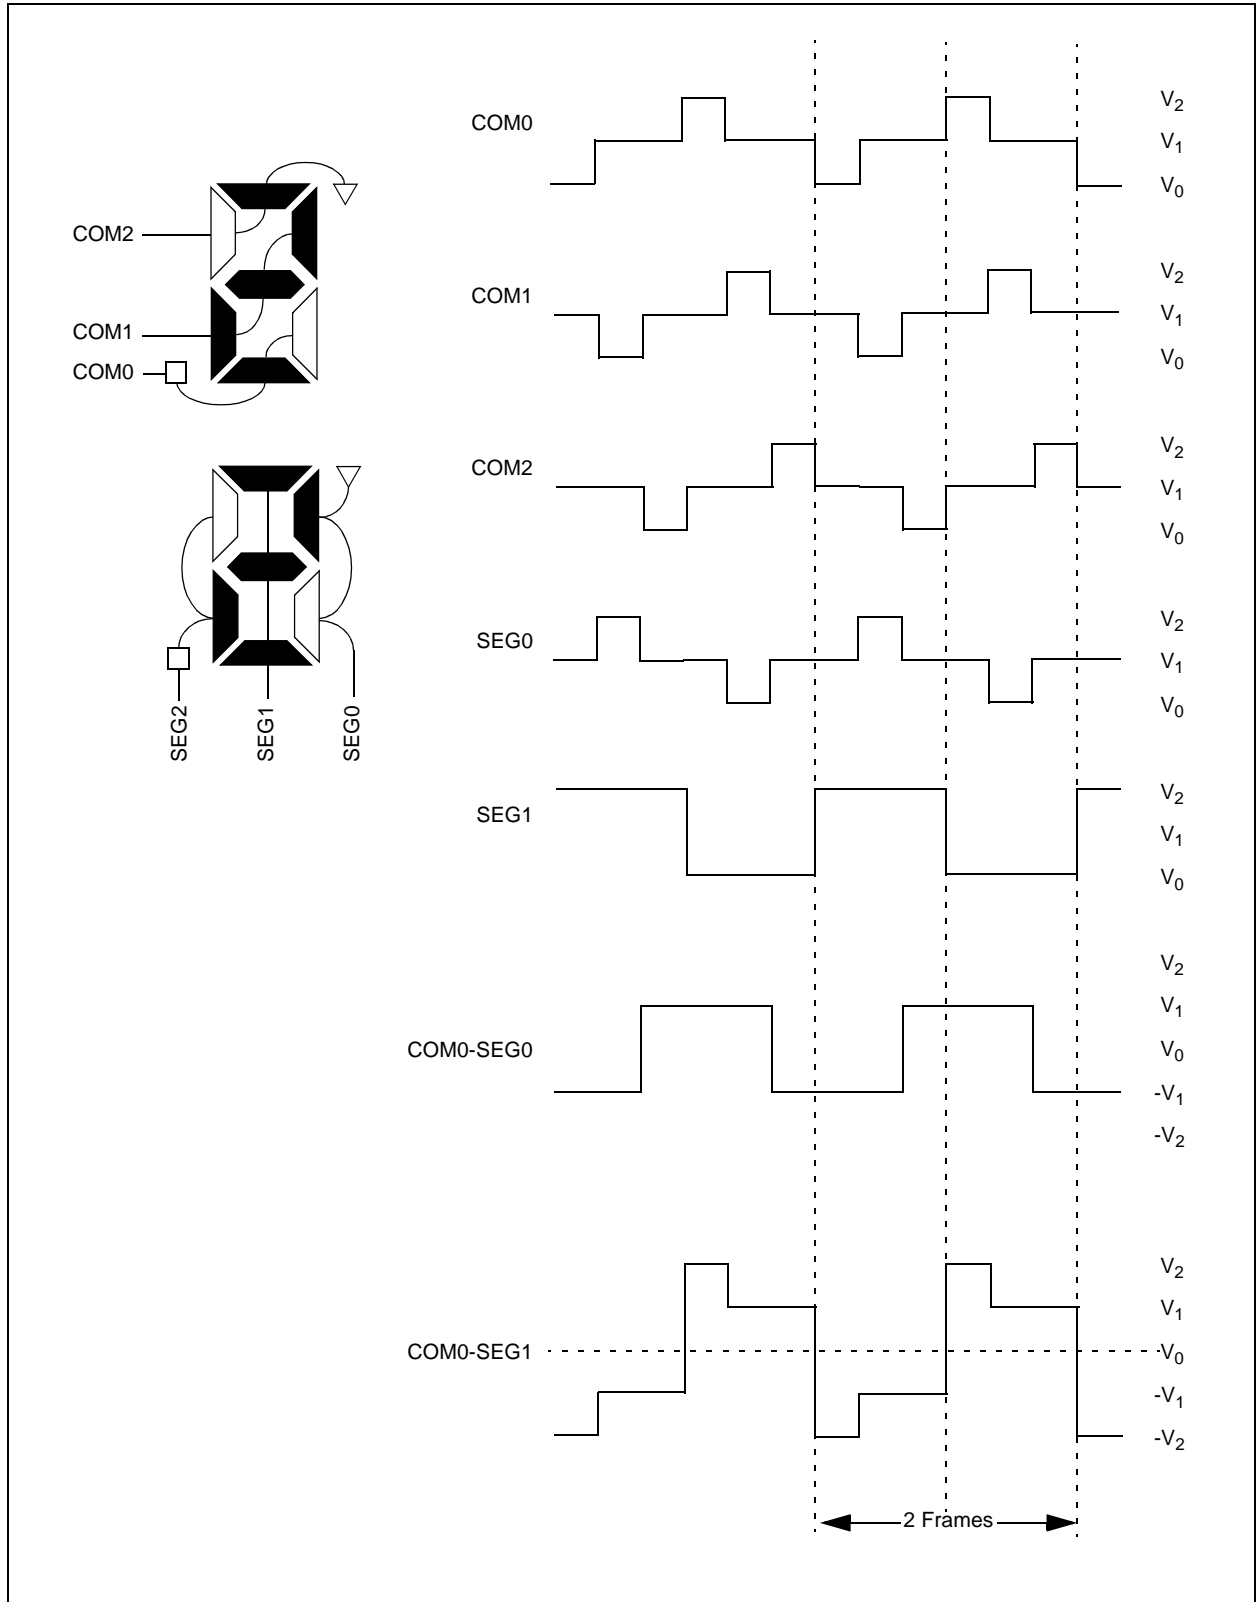 COM2
COM1
COM0
SEG2
SEG1
SEG0
COM0
V2
V1
V0
COM1
V2
V1
V0
COM2
V2
V1
V0
SEG0
V2
V1
V0
SEG1
V2
V1
V0
COM0-SEG0
V2
V1
V0
-V1
-V2
COM0-SEG1
V2
V1
V0
-V1
-V2
2 Frames